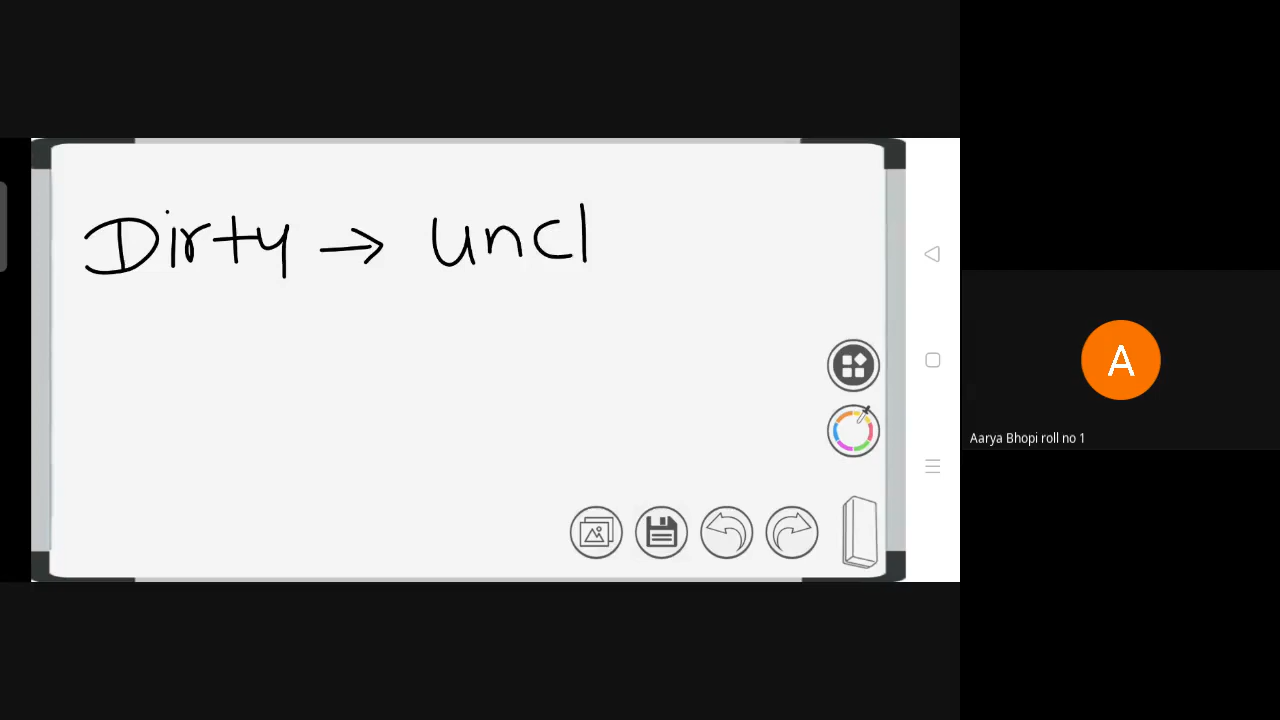 Dirty → uncl
A
Aarya Bhopi roll no 1